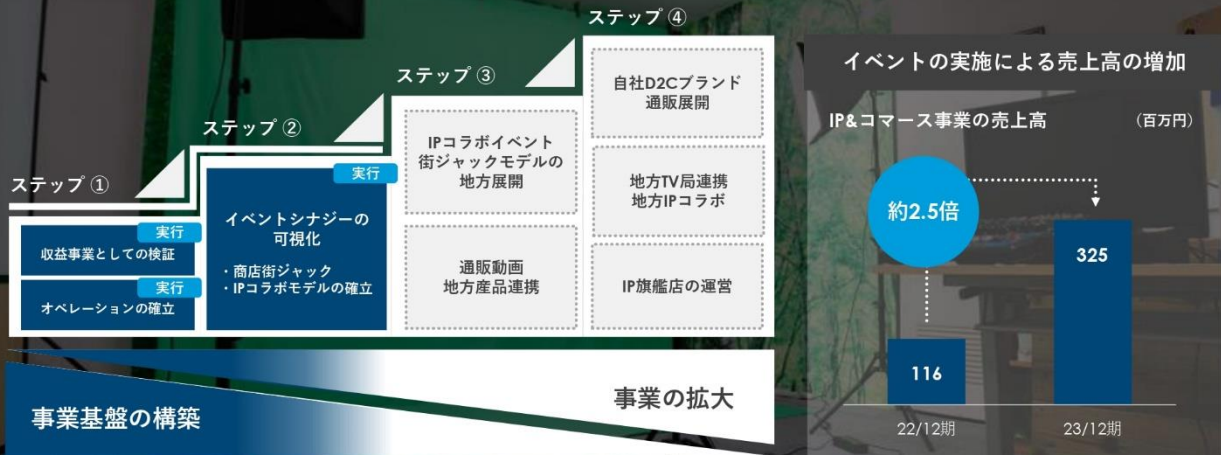 ステップ ①
実行
収益事業としての検証
実行
オペレーションの確立
ステップ ②
実行
イベントシナジーの
可視化
・商店街ジャック
・IPコラボモデルの確立
ステップ ③
IPコラボイベント
街ジャックモデルの
地方展開
通販動画
地方産品連携
ステップ ④
自社D2Cブランド
通販展開
地方TV局連携
地方IPコラボ
IP旗艦店の運営
事業基盤の構築
事業の拡大
イベントの実施による売上高の増加
IP&コマース事業の売上高 (百万円)
約2.5倍
116
325
22/12期
23/12期